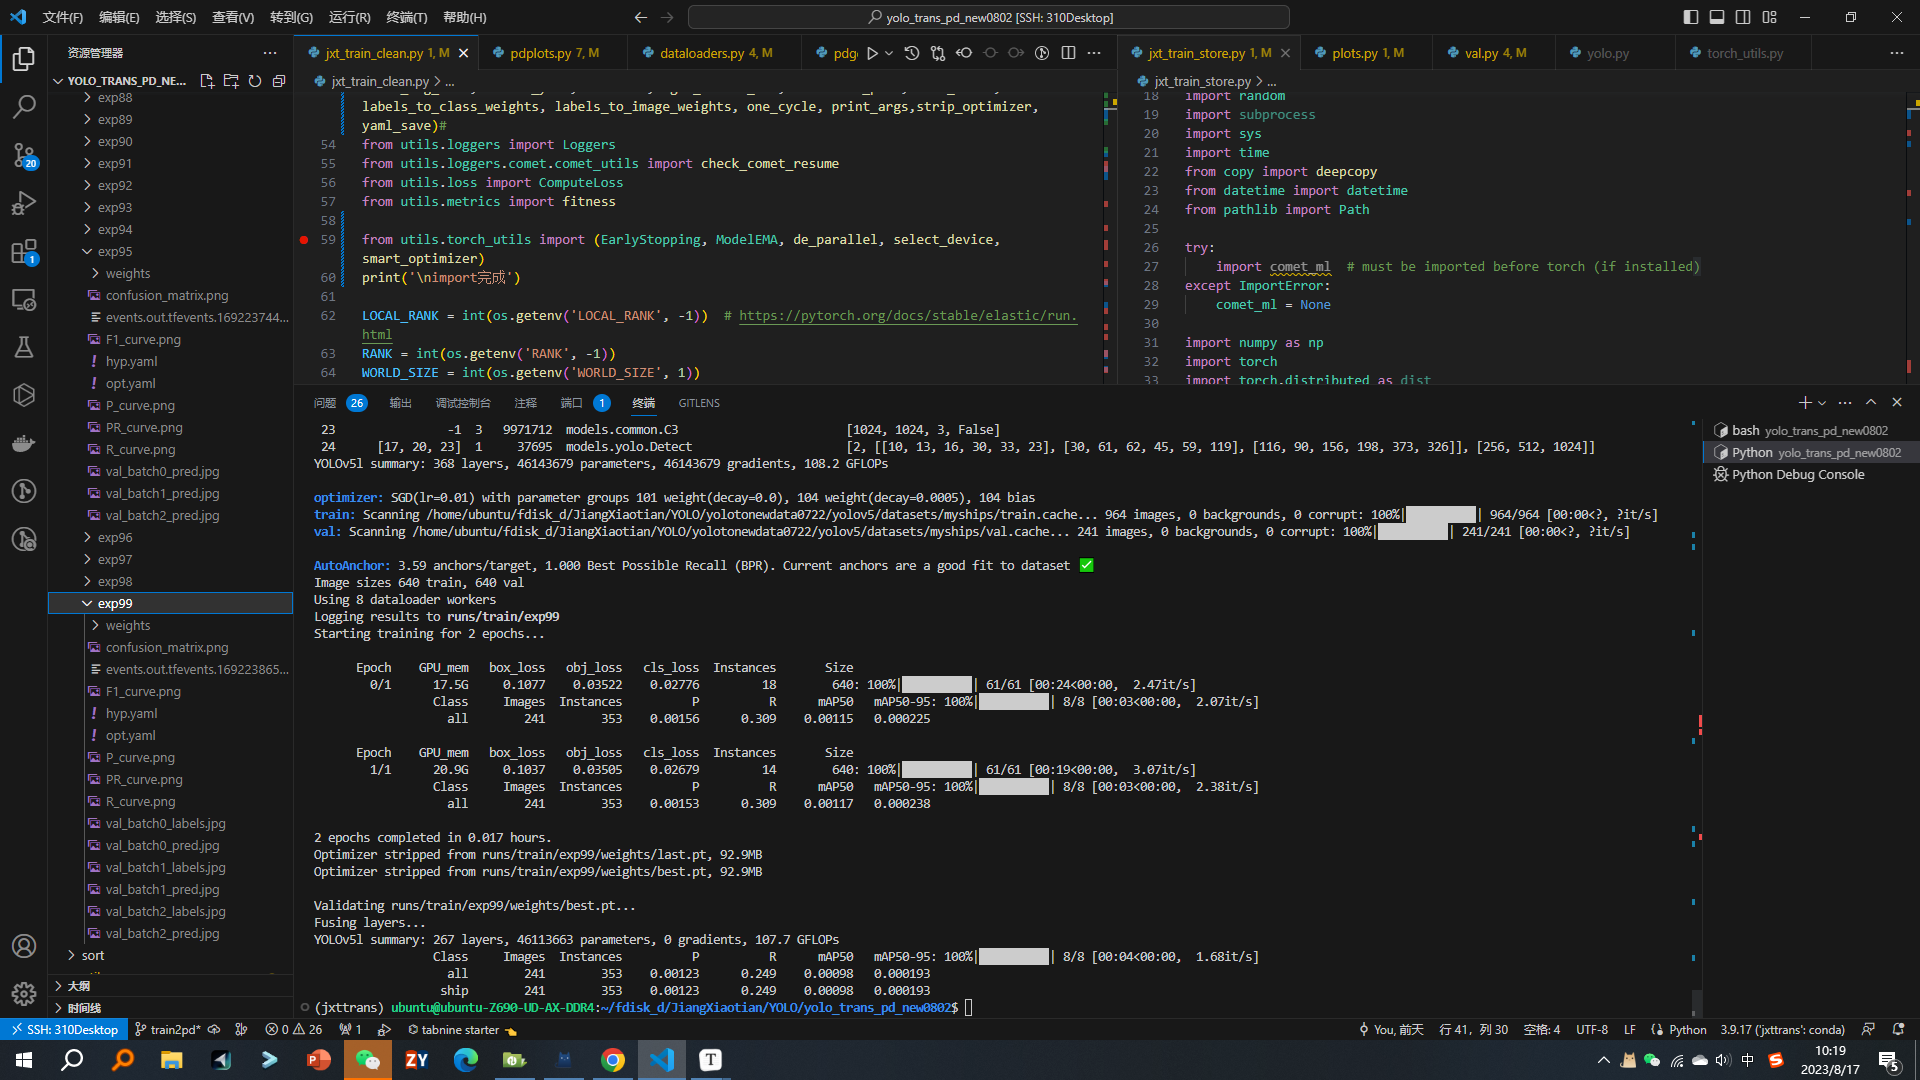 文件(F) 编辑(E) 选择(S) 查看(V) 转到(G) 运行(R) 终端(T) 帮助(H)
yolo_trans_pd_new0802 [SSH: 310Desktop]
资源管理器
YOLO_TRANS_PD_NE...
exp88
exp89
exp90
exp91
exp92
exp93
exp94
exp95
weights
confusion_matrix.png
events.out.tfevents.169223744...
F1_curve.png
hyp.yaml
opt.yaml
P_curve.png
PR_curve.png
R_curve.png
val_batch0_pred.jpg
val_batch1_pred.jpg
val_batch2_pred.jpg
exp96
exp97
exp98
exp99
weights
confusion_matrix.png
events.out.tfevents.169223865...
F1_curve.png
hyp.yaml
opt.yaml
P_curve.png
PR_curve.png
R_curve.png
val_batch0_labels.jpg
val_batch0_pred.jpg
val_batch1_labels.jpg
val_batch1_pred.jpg
val_batch2_labels.jpg
val_batch2_pred.jpg
sort
大纲
时间线
20
1
jxt_train_clean.py 1, M
pdplots.py 7, M
dataloaders.py 4, M
pdg
jxt_train_clean.py > ...
labels_to_class_weights, labels_to_image_weights, one_cycle, print_args,strip_optimizer,
yaml_save)#
54 from utils.loggers import Loggers
55 from utils.loggers.comet.comet_utils import check_comet_resume
56 from utils.loss import ComputeLoss
57 from utils.metrics import fitness
58
59 from utils.torch_utils import (EarlyStopping, ModelEMA, de_parallel, select_device,
smart_optimizer)
60 print('\nimport完成')
61
62 LOCAL_RANK = int(os.getenv('LOCAL_RANK', -1))  # https://pytorch.org/docs/stable/elastic/run.
html
63 RANK = int(os.getenv('RANK', -1))
64 WORLD_SIZE = int(os.getenv('WORLD_SIZE', 1))
jxt_train_store.py 1, M
plots.py 1, M
val.py 4, M
yolo.py
torch_utils.py
jxt_train_store.py > ...
18 import random
19 import subprocess
20 import sys
21 import time
22 from copy import deepcopy
23 from datetime import datetime
24 from pathlib import Path
25
26 try:
27     import comet_ml  # must be imported before torch (if installed)
28 except ImportError:
29     comet_ml = None
30
31 import numpy as np
32 import torch
33 import torch.distributed as dist
问题 26 输出 调试控制台 注释 端口 1 终端 GITLENS
23 -1 3 9971712 models.common.C3 [1024, 1024, 3, False]
24 [17, 20, 23] 1 37695 models.yolo.Detect [2, [[10, 13, 16, 30, 33, 23], [30, 61, 62, 45, 59, 119], [116, 90, 156, 198, 373, 326]], [256, 512, 1024]]
YOLOv5l summary: 368 layers, 46143679 parameters, 46143679 gradients, 108.2 GFLOPs
optimizer: SGD(lr=0.01) with parameter groups 101 weight(decay=0.0), 104 weight(decay=0.0005), 104 bias
train: Scanning /home/ubuntu/fdisk_d/JiangXiaotian/YOLO/yolotonewdata0722/yolov5/datasets/myships/train.cache... 964 images, 0 backgrounds, 0 corrupt: 100%| | 964/964 [00:00<?, ?it/s]
val: Scanning /home/ubuntu/fdisk_d/JiangXiaotian/YOLO/yolotonewdata0722/yolov5/datasets/myships/val.cache... 241 images, 0 backgrounds, 0 corrupt: 100%| | 241/241 [00:00<?, ?it/s]
AutoAnchor: 3.59 anchors/target, 1.000 Best Possible Recall (BPR). Current anchors are a good fit to dataset ✅
Image sizes 640 train, 640 val
Using 8 dataloader workers
Logging results to runs/train/exp99
Starting training for 2 epochs...
Epoch GPU_mem box_loss obj_loss cls_loss Instances Size
0/1 17.5G 0.1077 0.03522 0.02776 18 640: 100%| | 61/61 [00:24<00:00, 2.47it/s]
Class Images Instances P R mAP50 mAP50-95: 100%| | 8/8 [00:03<00:00, 2.07it/s]
all 241 353 0.00156 0.309 0.00115 0.000225
Epoch GPU_mem box_loss obj_loss cls_loss Instances Size
1/1 20.9G 0.1037 0.03505 0.02679 14 640: 100%| | 61/61 [00:19<00:00, 3.07it/s]
Class Images Instances P R mAP50 mAP50-95: 100%| | 8/8 [00:03<00:00, 2.38it/s]
all 241 353 0.00153 0.309 0.00117 0.000238
2 epochs completed in 0.017 hours.
Optimizer stripped from runs/train/exp99/weights/last.pt, 92.9MB
Optimizer stripped from runs/train/exp99/weights/best.pt, 92.9MB
Validating runs/train/exp99/weights/best.pt...
Fusing layers...
YOLOv5l summary: 267 layers, 46113663 parameters, 0 gradients, 107.7 GFLOPs
Class Images Instances P R mAP50 mAP50-95: 100%| | 8/8 [00:04<00:00, 1.68it/s]
all 241 353 0.00123 0.249 0.00098 0.000193
ship 241 353 0.00123 0.249 0.00098 0.000193
(jxttrans) ubuntu@ubuntu-Z690-UD-AX-DDR4:~/fdisk_d/JiangXiaotian/YOLO/yolo_trans_pd_new0802$
bash yolo_trans_pd_new0802
Python yolo_trans_pd_new0802
Python Debug Console
SSH: 310Desktop train2pd* 0 26 1 tabnine starter
You, 前天 行 41, 列 30 空格: 4 UTF-8 LF Python 3.9.17 ('jxttrans': conda)
ZY
T
中
10:19
2023/8/17
5